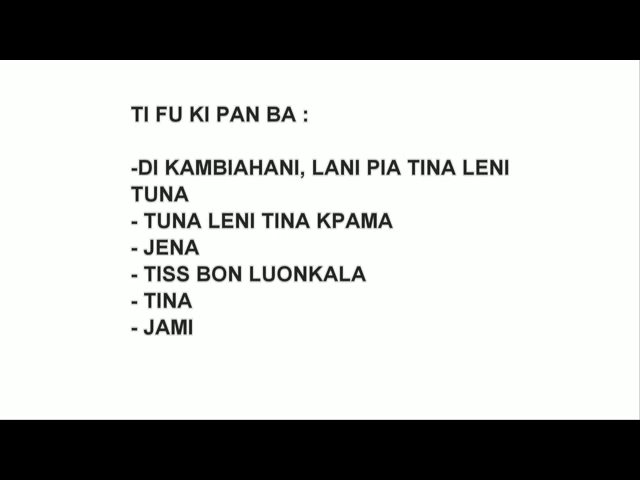 TI FU KI PAN BA :
-DI KAMBIAHANI, LANI PIA TINA LENI
TUNA
- TUNA LENI TINA KPAMA
- JENA
- TISS BON LUONKALA
- TINA
- JAMI